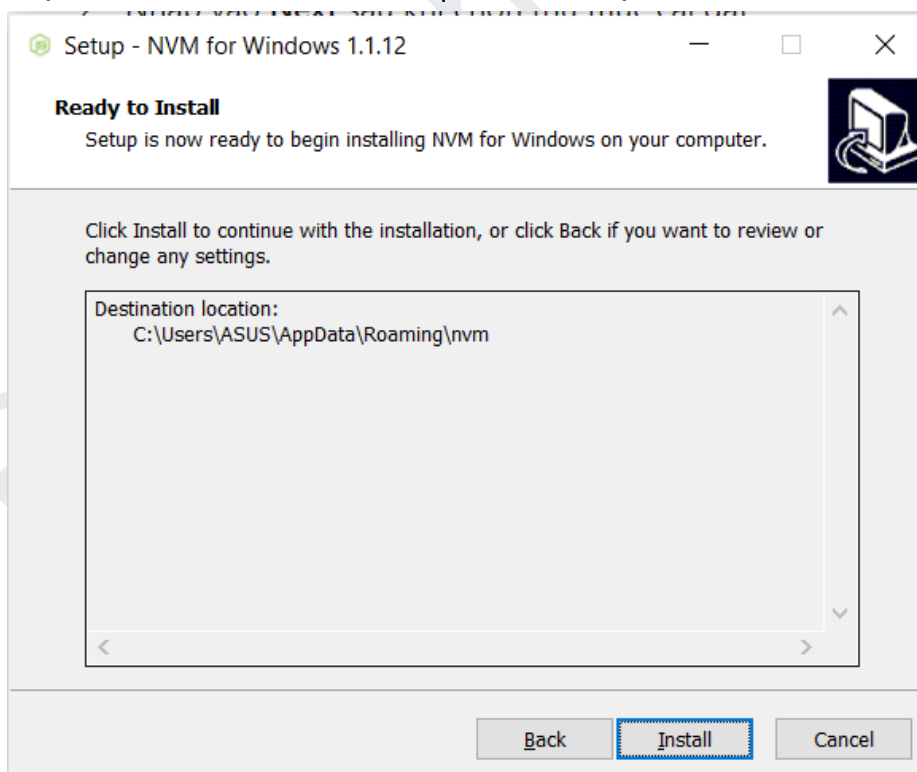 Setup - NVM for Windows 1.1.12
Ready to Install
Setup is now ready to begin installing NVM for Windows on your computer.
Click Install to continue with the installation, or click Back if you want to review or
change any settings.
Destination location:
C:\Users\ASUS\AppData\Roaming\nvm
Back
Install
Cancel